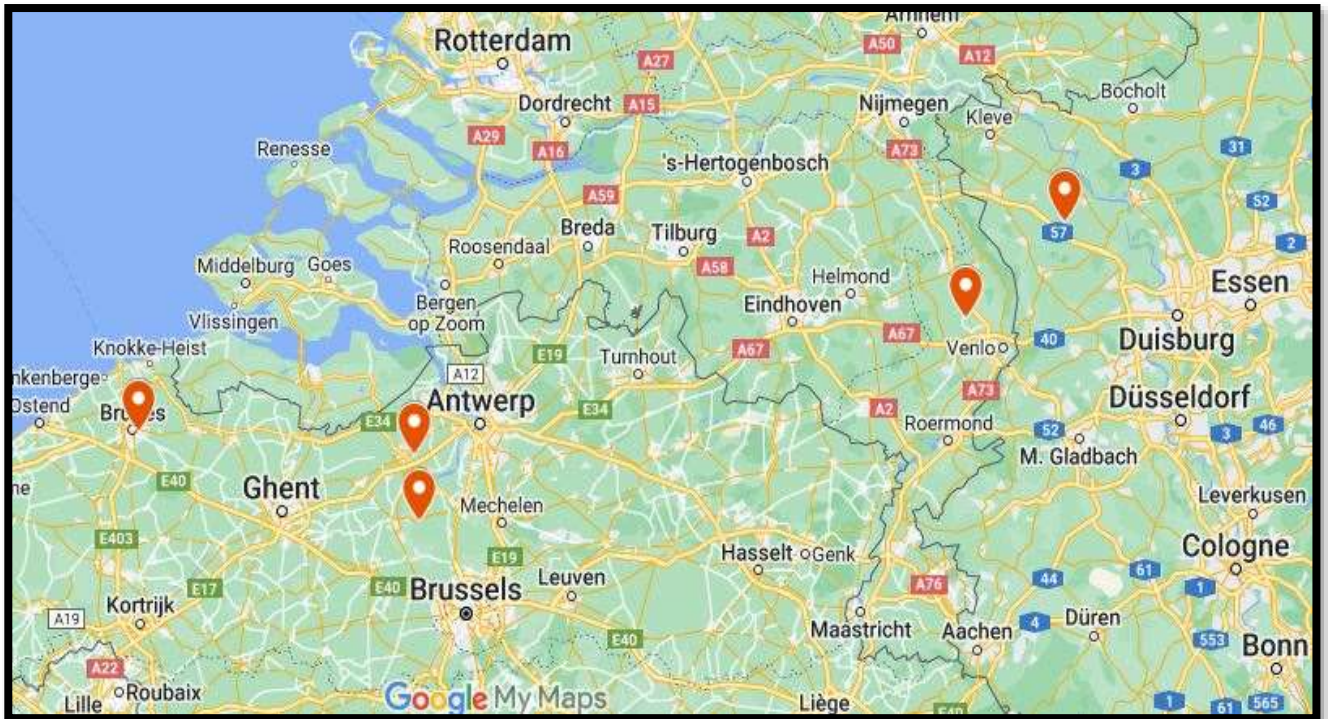 Arnhem
Rotterdam
A50
A12
A27
Bocholt
Dordrecht
A15
Nijmegen
Kleve
A29
A16
A73
31
Renesse
's-Hertogenbosch
3
A59
52
57
Breda
Tilburg
A2
Roosendaal
2
A58
Middelburg
Goes
Helmond
Essen
Bergen
op Zoom
Eindhoven
Vlissingen
A67
Duisburg
Knokke-Heist
E19
Turnhout
A67
Venlo
40
nkenberge
A12
A73
Düsseldorf
Ostend
Antwerp
E34
E34
A2
Roermond
52
3
46
M. Gladbach
ne
E40
Ghent
Mechelen
Leverkusen
E403
E19
Hasselt
Genk
Cologne
E17
E40
Brussels
Leuven
A76
44
61
1
A19
Kortrijk
Maastricht
Aachen
4
Düren
E40
553
Bonn
A22
Roubaix
Lille
Google My Maps
Liège
E40
1
61
565